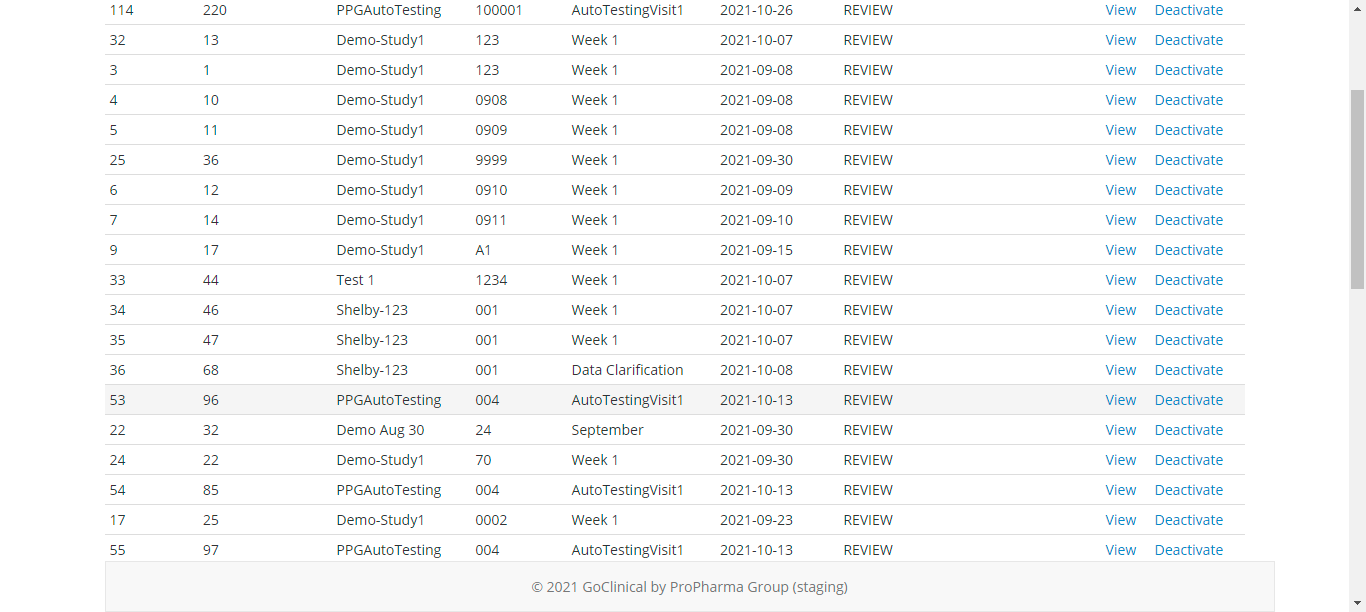 114 220 PPGAutoTesting 100001 AutoTestingVisit1 2021-10-26 REVIEW View Deactivate
32 13 Demo-Study1 123 Week 1 2021-10-07 REVIEW View Deactivate
3 1 Demo-Study1 123 Week 1 2021-09-08 REVIEW View Deactivate
4 10 Demo-Study1 0908 Week 1 2021-09-08 REVIEW View Deactivate
5 11 Demo-Study1 0909 Week 1 2021-09-08 REVIEW View Deactivate
25 36 Demo-Study1 9999 Week 1 2021-09-30 REVIEW View Deactivate
6 12 Demo-Study1 0910 Week 1 2021-09-09 REVIEW View Deactivate
7 14 Demo-Study1 0911 Week 1 2021-09-10 REVIEW View Deactivate
9 17 Demo-Study1 A1 Week 1 2021-09-15 REVIEW View Deactivate
33 44 Test 1 1234 Week 1 2021-10-07 REVIEW View Deactivate
34 46 Shelby-123 001 Week 1 2021-10-07 REVIEW View Deactivate
35 47 Shelby-123 001 Week 1 2021-10-07 REVIEW View Deactivate
36 68 Shelby-123 001 Data Clarification 2021-10-08 REVIEW View Deactivate
53 96 PPGAutoTesting 004 AutoTestingVisit1 2021-10-13 REVIEW View Deactivate
22 32 Demo Aug 30 24 September 2021-09-30 REVIEW View Deactivate
24 22 Demo-Study1 70 Week 1 2021-09-30 REVIEW View Deactivate
54 85 PPGAutoTesting 004 AutoTestingVisit1 2021-10-13 REVIEW View Deactivate
17 25 Demo-Study1 0002 Week 1 2021-09-23 REVIEW View Deactivate
55 97 PPGAutoTesting 004 AutoTestingVisit1 2021-10-13 REVIEW View Deactivate
© 2021 GoClinical by ProPharma Group (staging)